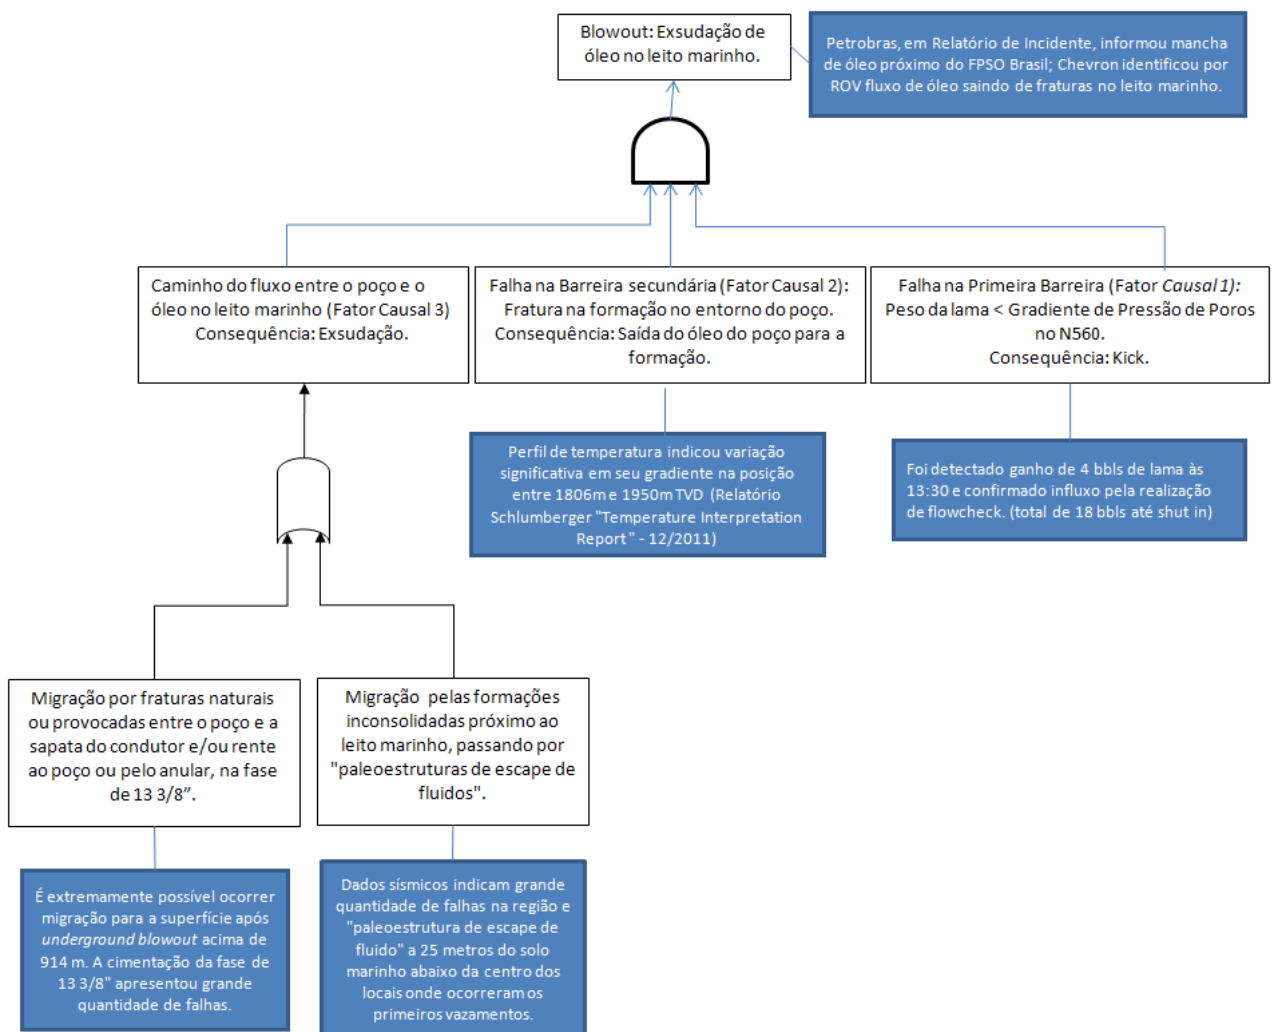 Blowout: Exsudação de
óleo no leito marinho.
Petrobras, em Relatório de Incidente, informou mancha
de óleo próximo do FPSO Brasil; Chevron identificou por
ROV fluxo de óleo saindo de fraturas no leito marinho.
Caminho do fluxo entre o poço e o
óleo no leito marinho (Fator Causal 3)
Consequência: Exsudação.
Falha na Barreira secundária (Fator Causal 2):
Fratura na formação no entorno do poço.
Consequência: Saída do óleo do poço para a
formação.
Falha na Primeira Barreira (Fator Causal 1):
Peso da lama < Gradiente de Pressão de Poros
no N560.
Consequência: Kick.
Perfil de temperatura indicou variação
significativa em seu gradiente na posição
entre 1806m e 1950m TVD (Relatório
Schlumberger "Temperature Interpretation
Report" - 12/2011)
Foi detectado ganho de 4 bbls de lama às
13:30 e confirmado influxo pela realização
de flowcheck. (total de 18 bbls até shut in)
Migração por fraturas naturais
ou provocadas entre o poço e a
sapata do condutor e/ou rente
ao poço ou pelo anular, na fase
de 13 3/8”.
Migração pelas formações
inconsolidadas próximo ao
leito marinho, passando por
"paleoestruturas de escape de
fluidos".
É extremamente possível ocorrer
migração para a superfície após
underground blowout acima de
914 m. A cimentação da fase de
13 3/8" apresentou grande
quantidade de falhas.
Dados sísmicos indicam grande
quantidade de falhas na região e
"paleoestrutura de escape de
fluido" a 25 metros do solo
marinho abaixo da centro dos
locais onde ocorreram os
primeiros vazamentos.